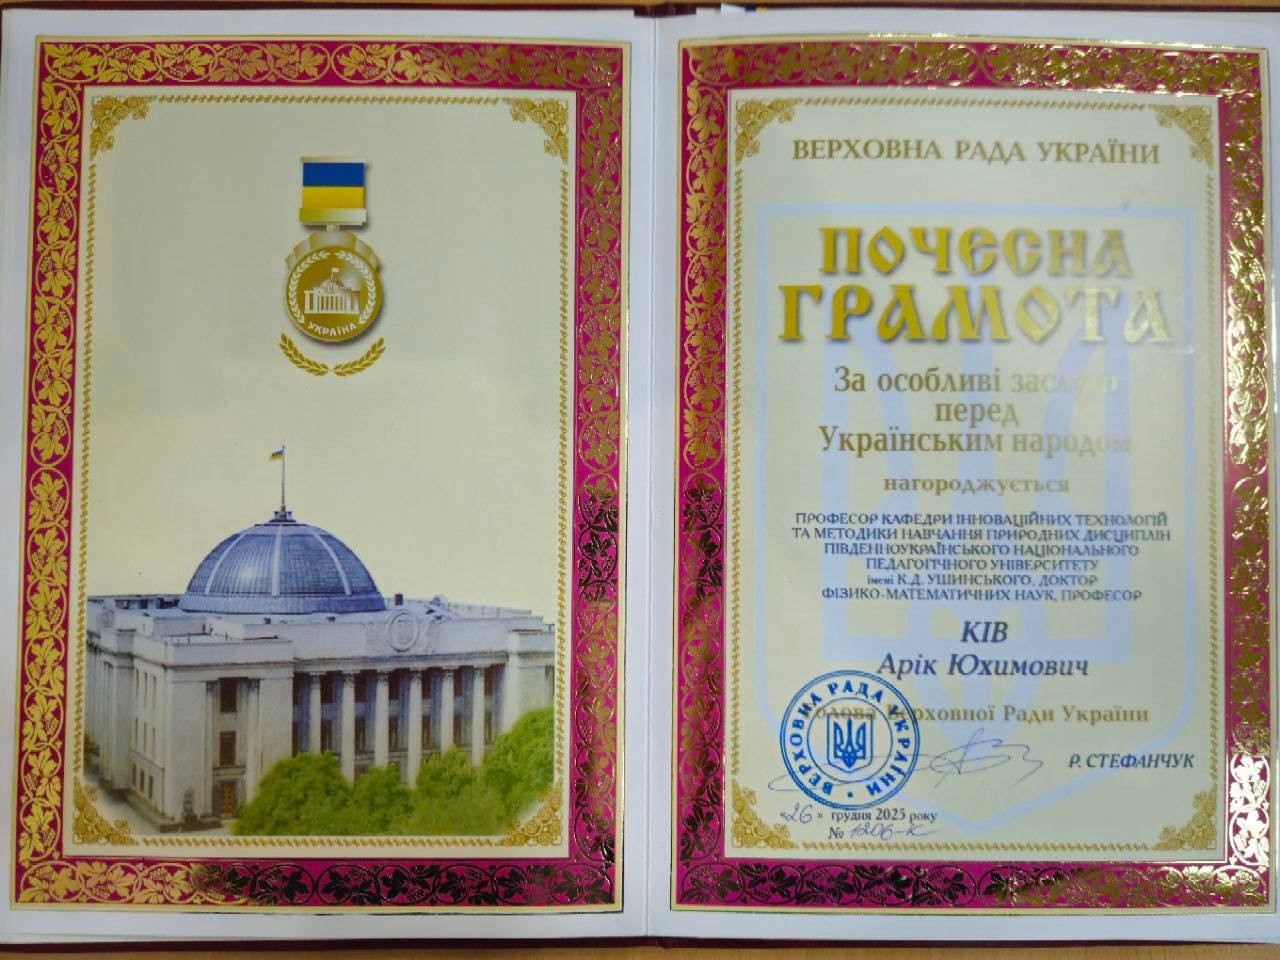 УКРАЇНА
ВЕРХОВНА РАДА УКРАЇНИ
ПОЧЕСНА
ГРАМОТА
За особливі заслуги
перед
Українським народом
нагороджується
ПРОФЕСОР КАФЕДРИ ІННОВАЦІЙНИХ ТЕХНОЛОГІЙ
ТА МЕТОДИКИ НАВЧАННЯ ПРИРОДНИХ ДИСЦИПЛІН
ПІВДЕННОУКРАЇНСЬКОГО НАЦІОНАЛЬНОГО
ПЕДАГОГІЧНОГО УНІВЕРСИТЕТУ
імені К.Д. УШИНСЬКОГО, ДОКТОР
ФІЗИКО-МАТЕМАТИЧНИХ НАУК, ПРОФЕСОР
КІВ
Арік Юхимович
Голова Верховної Ради України
ВЕРХОВНА РАДА УКРАЇНИ
Р. СТЕФАНЧУК
«26» грудня 2025 року
№ 1206-К